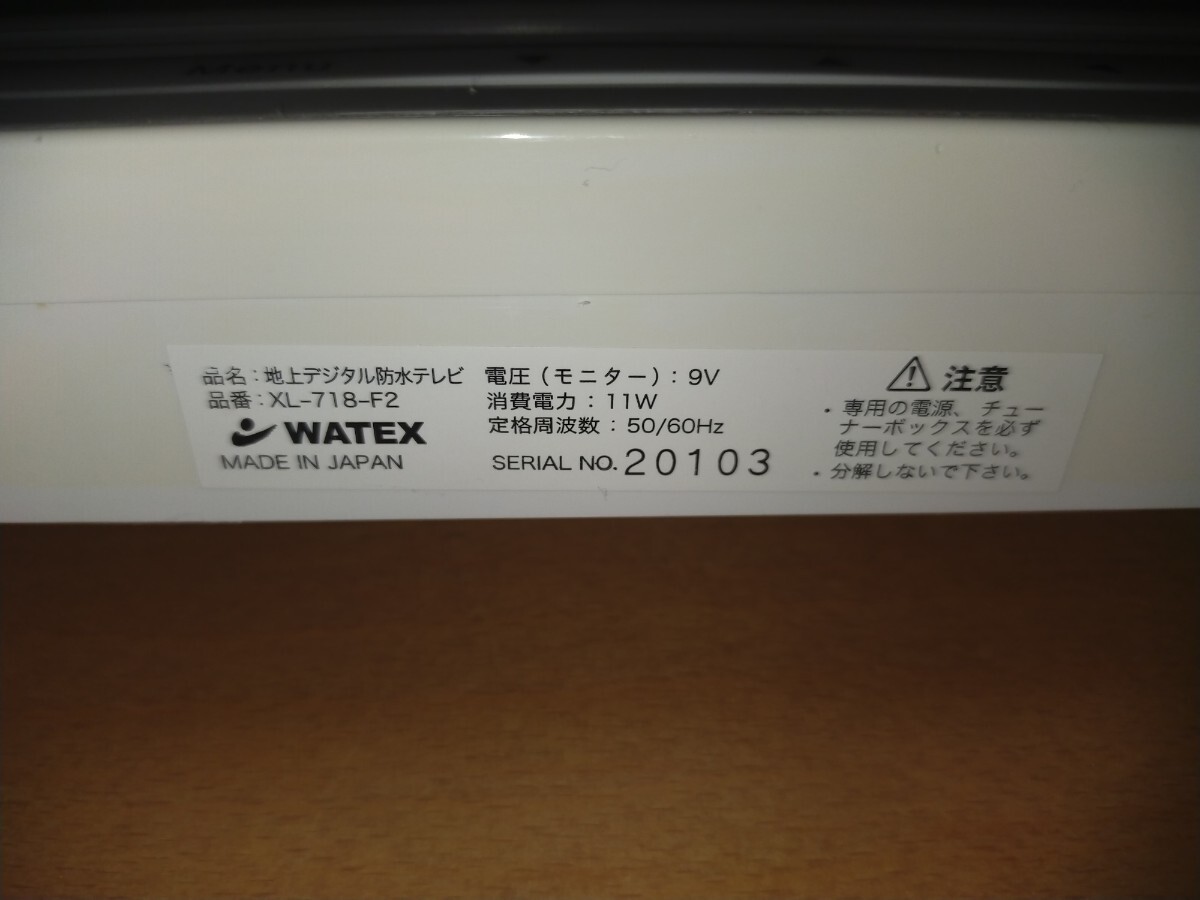 Menu
品名：地上デジタル防水テレビ
品番：XL-718-F2
WATEX
MADE IN JAPAN
電圧（モニター）：9V
消費電力：11W
定格周波数：50/60Hz
SERIAL NO. 20103
注意
・専用の電源、チュー
ナーボックスを必ず
使用してください。
・分解しないで下さい。